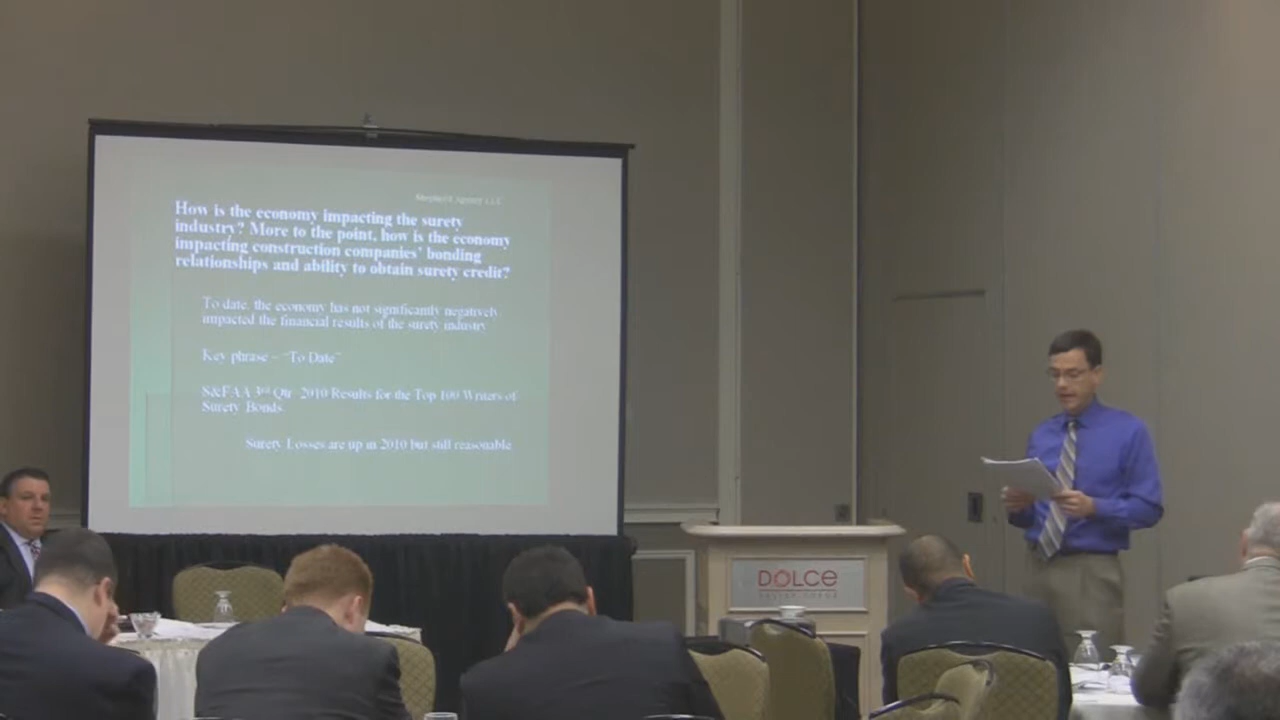 How is the economy impacting the surety
industry? More to the point, how is the economy
impacting construction companies' bonding
relationships and ability to obtain surety credit?
To date, the economy has not significantly negatively
impacted the financial results of the surety industry
Key phrase – "To Date"
S&FAA 3rd Qtr. 2010 Results for the Top 100 Writers of
Surety Bonds.
Surety Losses are up in 2010 but still reasonable
DOLCE